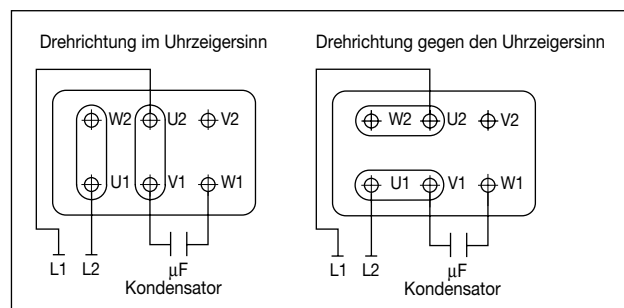 Drehrichtung im Uhrzeigersinn
W2 U2 V2
U1 V1 W1
L1 L2 µF
Kondensator
Drehrichtung gegen den Uhrzeigersinn
W2 U2 V2
U1 V1 W1
L1 L2 µF
Kondensator